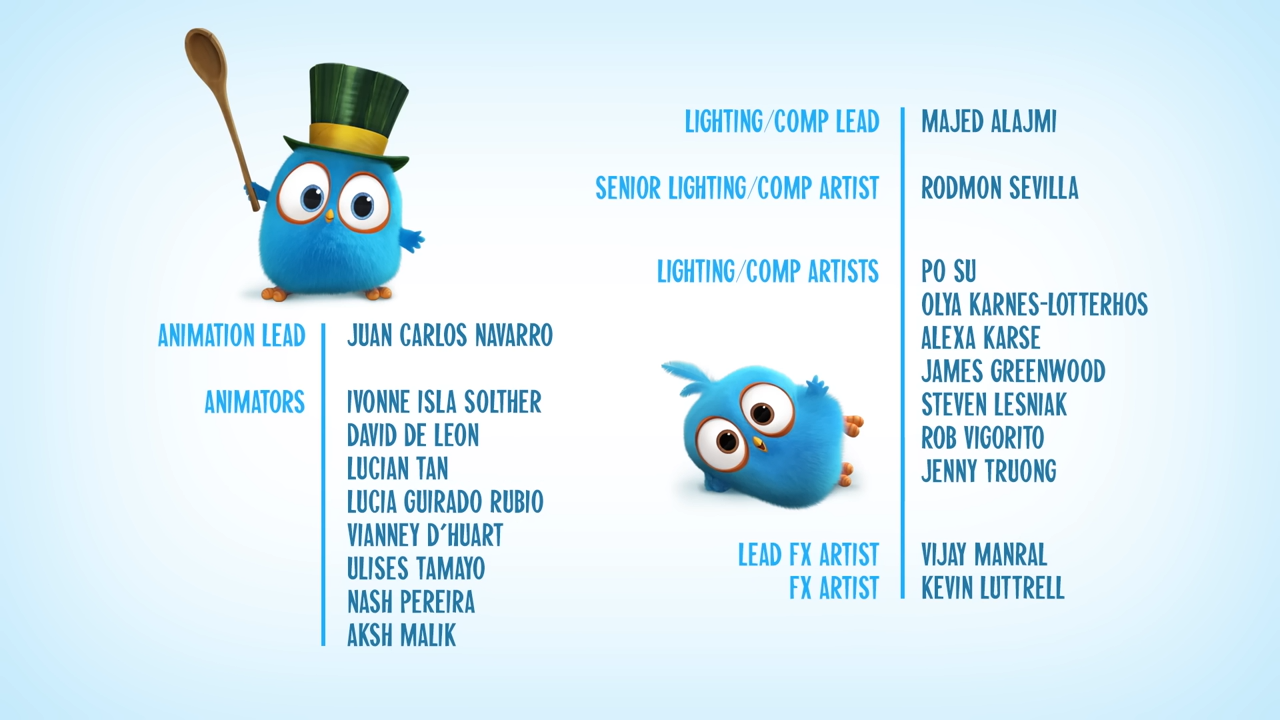 ANIMATION LEAD JUAN CARLOS NAVARRO
ANIMATORS IVONNE ISLA SOLTHER
DAVID DE LEON
LUCIAN TAN
LUCIA GUIRADO RUBIO
VIANNEY D'HUART
ULISES TAMAYO
NASH PEREIRA
AKSH MALIK
LIGHTING/COMP LEAD MAJED ALAJMI
SENIOR LIGHTING/COMP ARTIST RODMON SEVILLA
LIGHTING/COMP ARTISTS PO SU
OLYA KARNES-LOTTERHOS
ALEXA KARSE
JAMES GREENWOOD
STEVEN LESNIAK
ROB VIGORITO
JENNY TRUONG
LEAD FX ARTIST VIJAY MANRAL
FX ARTIST KEVIN LUTTRELL